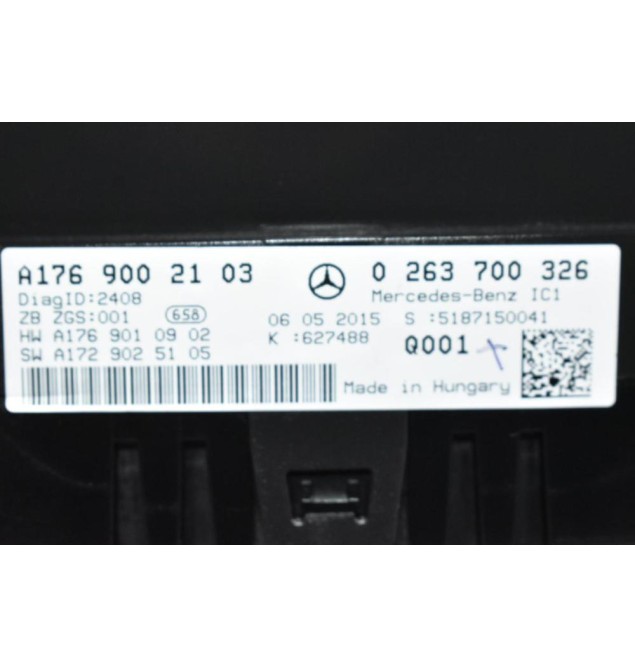 A176 900 21 03 0 263 700 326
DiagID:2408 Mercedes-Benz IC1
ZB ZGS:001 658 06 05 2015 S :5187150041
HW A176 901 09 02 K :627488 Q001
SW A172 902 51 05
Made in Hungary